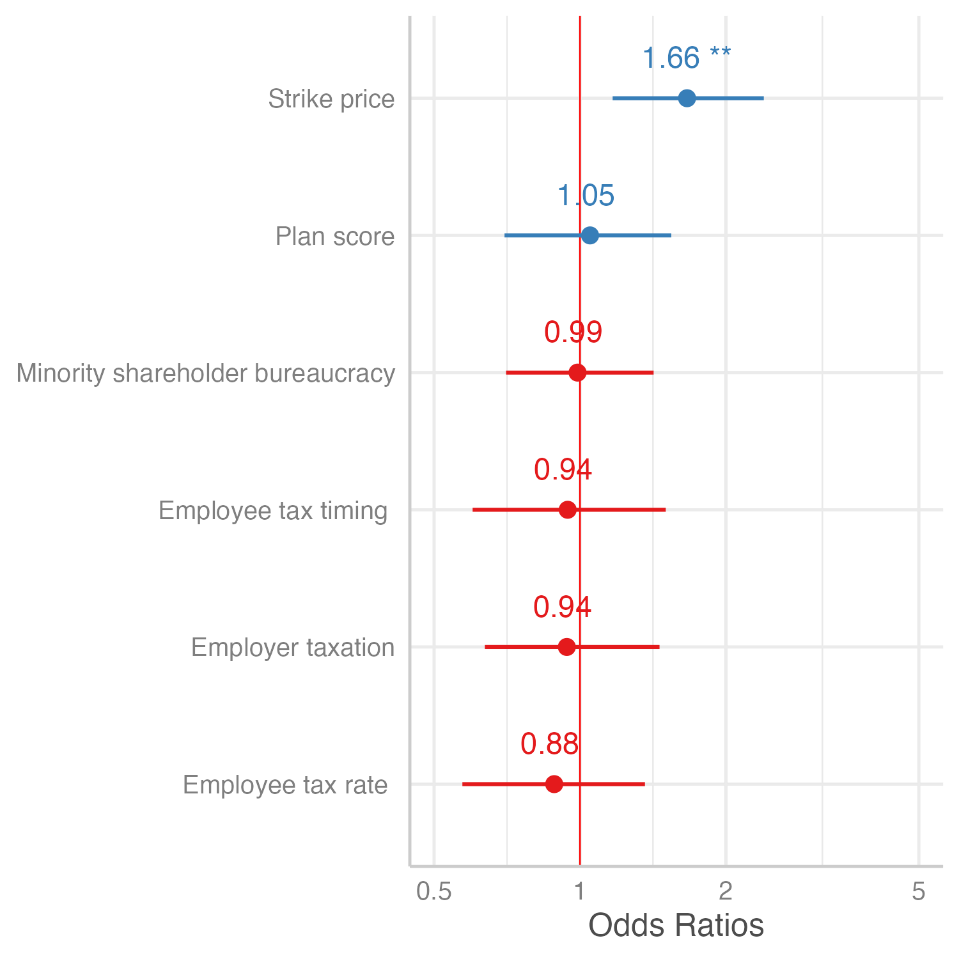 1.66 **
Strike price
1.05
Plan score
0.99
Minority shareholder bureaucracy
0.94
Employee tax timing
0.94
Employer taxation
0.88
Employee tax rate
0.5 1 2 5
Odds Ratios